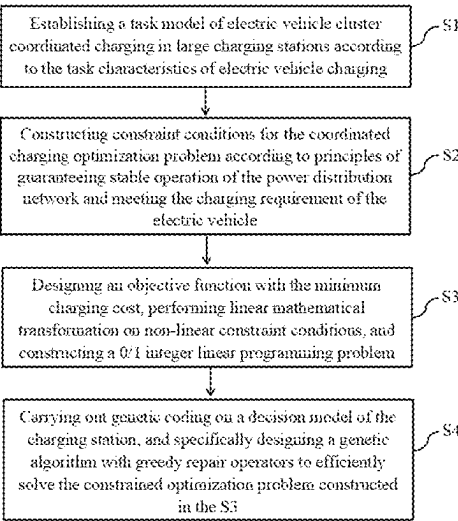 Establishing a task model of electric vehicle cluster
coordinated charging in large charging stations according
to the task characteristics of electric vehicle charging
S1
Constructing constraint conditions for the coordinated
charging optimization problem according to principles of
guaranteeing stable operation of the power distribution
network and meeting the charging requirement of the
electric vehicle
S2
Designing an objective function with the minimum
charging cost, performing linear mathematical
transformation on non-linear constraint conditions, and
constructing a 0/1 integer linear programming problem
S3
Carrying out genetic coding on a decision model of the
charging station, and specifically designing a genetic
algorithm with greedy repair operators to efficiently
solve the constrained optimization problem constructed
in the S3
S4